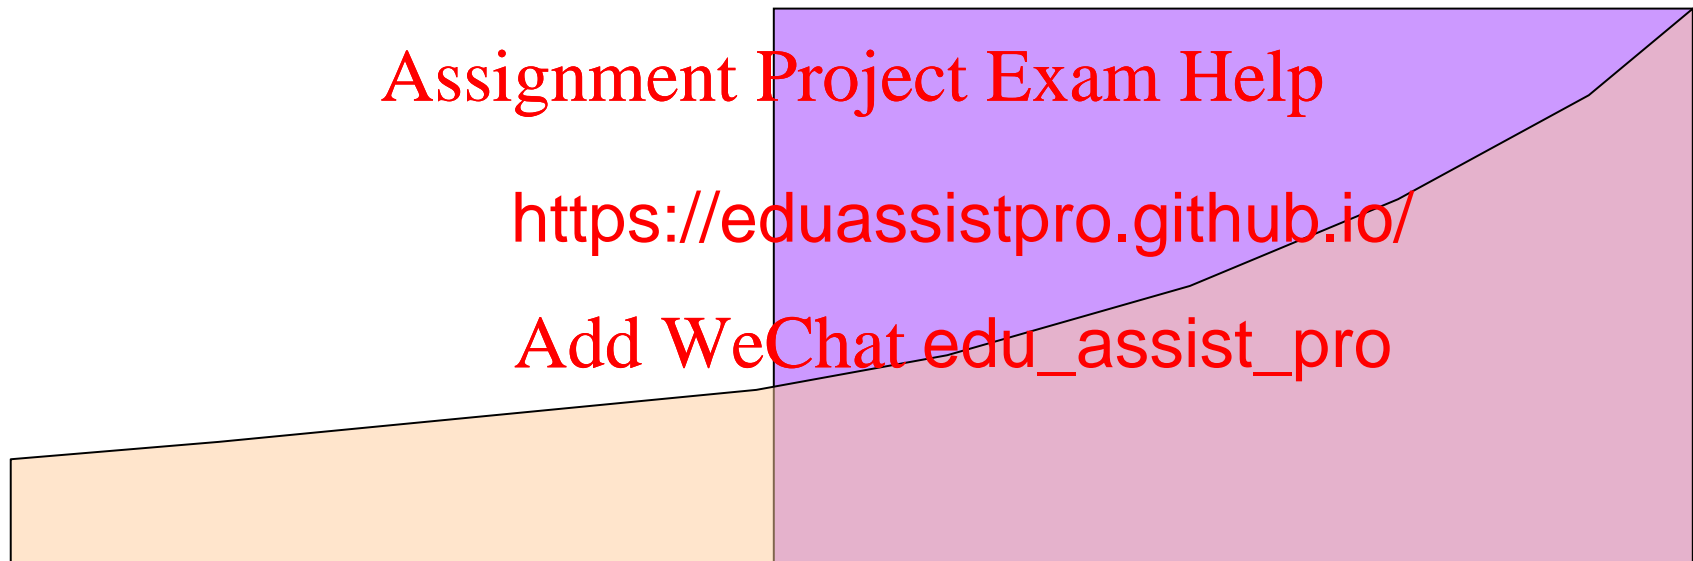 Assignment Project Exam Help
https://eduassistpro.github.io/
Add WeChat edu_assist_pro